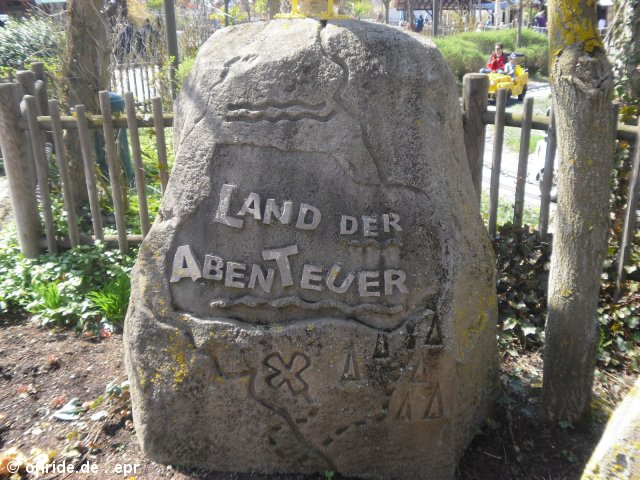 LAND DER
ABENTEUER
© onride.de . epr